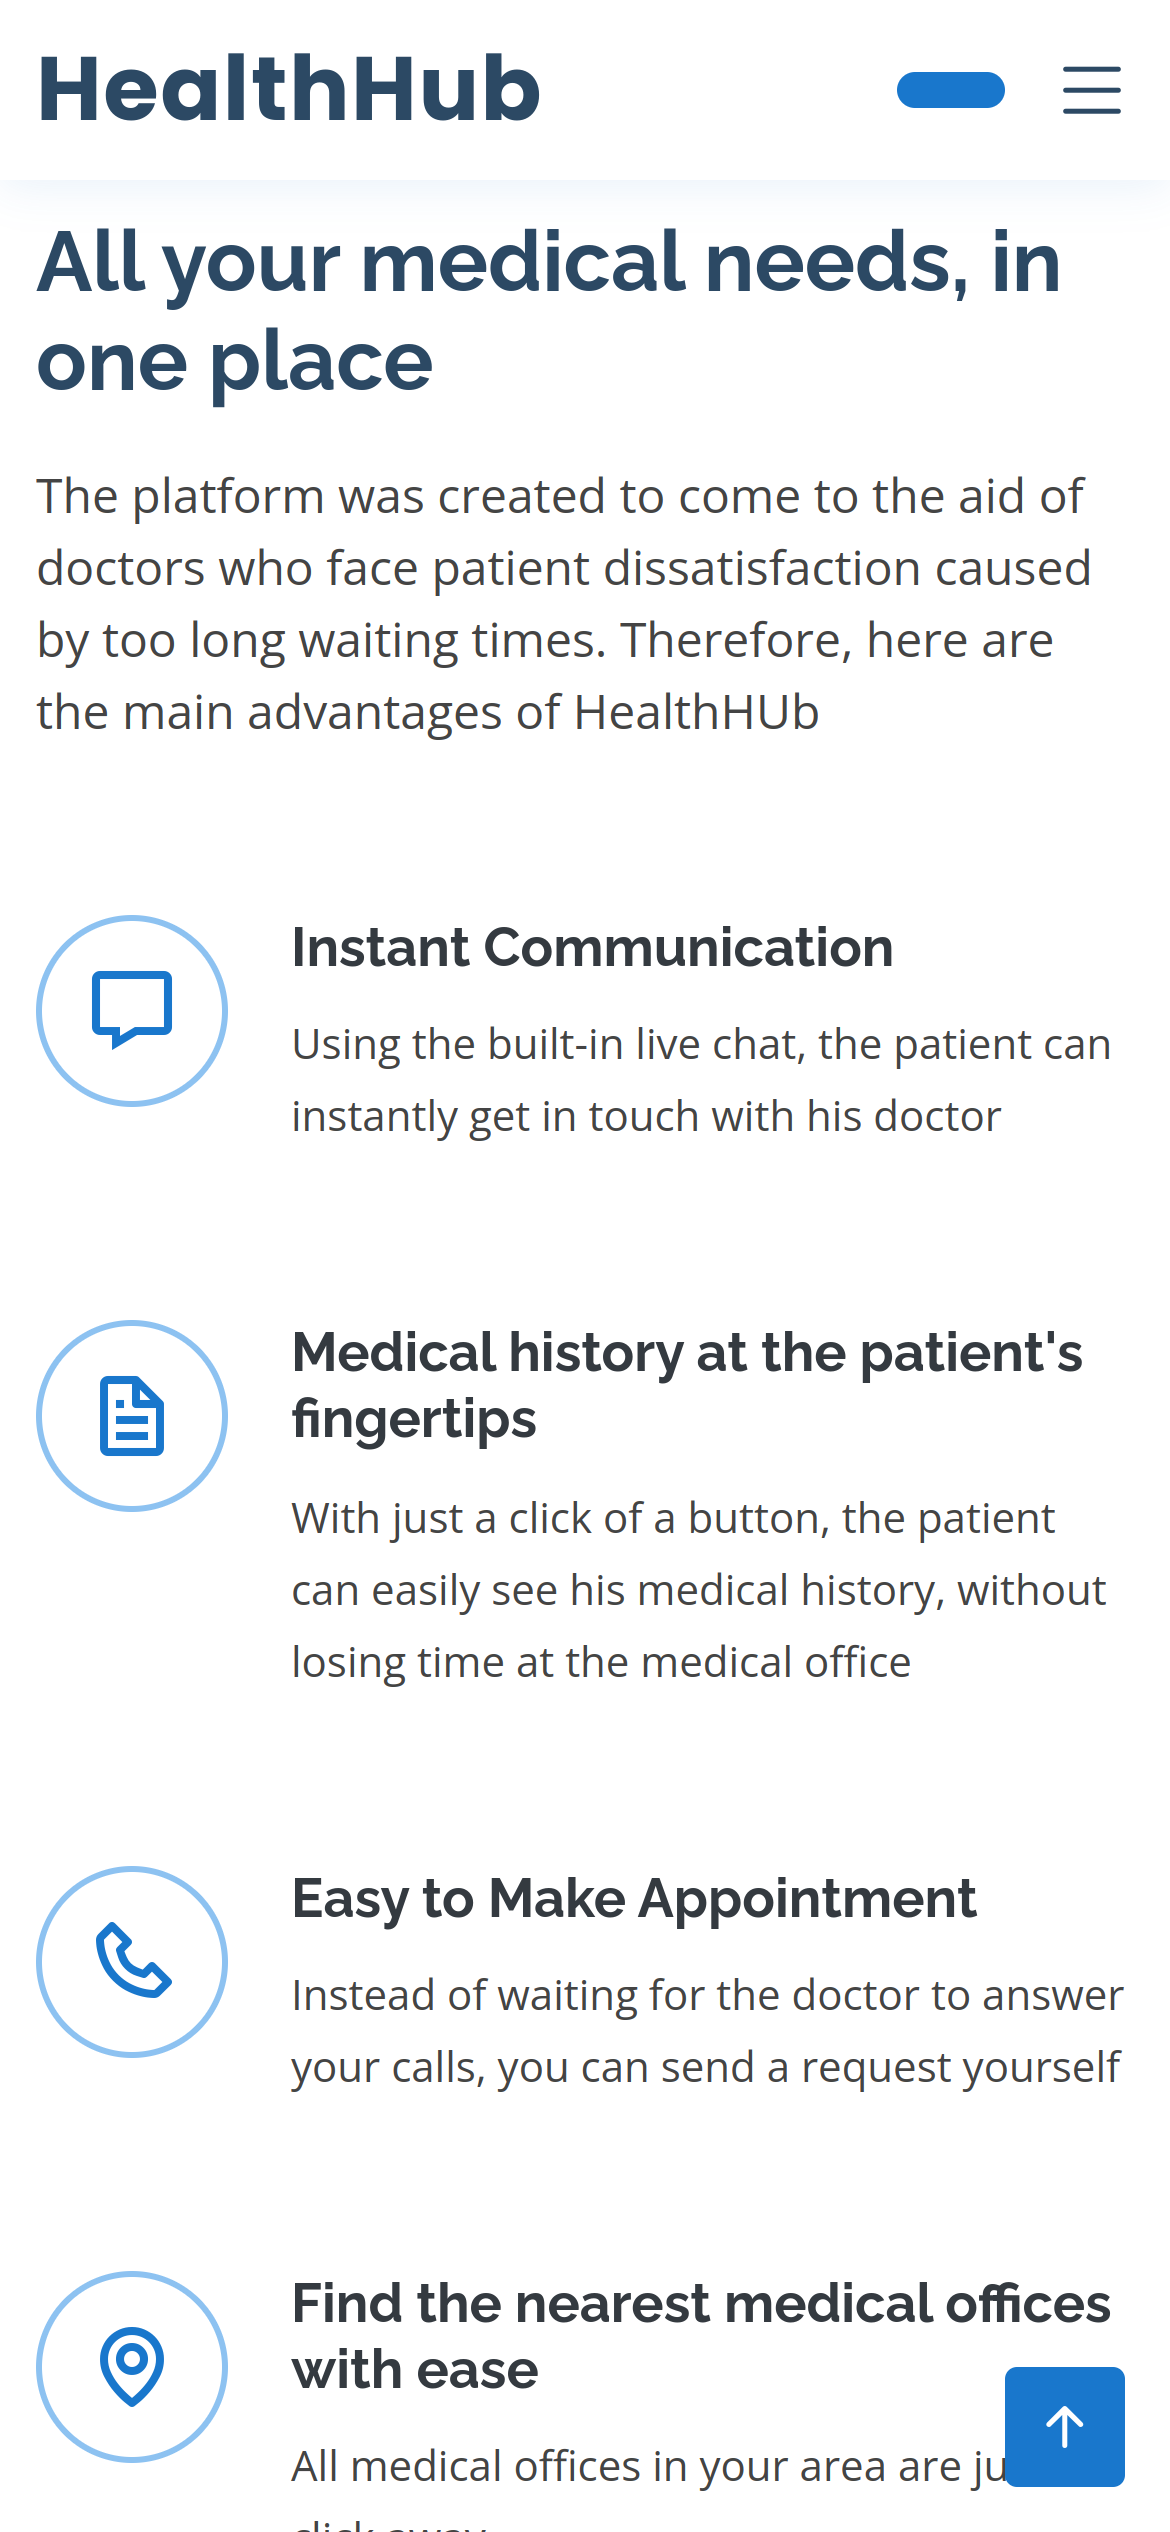 HealthHub
All your medical needs, in
one place
The platform was created to come to the aid of
doctors who face patient dissatisfaction caused
by too long waiting times. Therefore, here are
the main advantages of HealthHUb
Instant Communication
Using the built-in live chat, the patient can
instantly get in touch with his doctor
Medical history at the patient's
fingertips
With just a click of a button, the patient
can easily see his medical history, without
losing time at the medical office
Easy to Make Appointment
Instead of waiting for the doctor to answer
your calls, you can send a request yourself
Find the nearest medical offices
with ease
All medical offices in your area are
click away